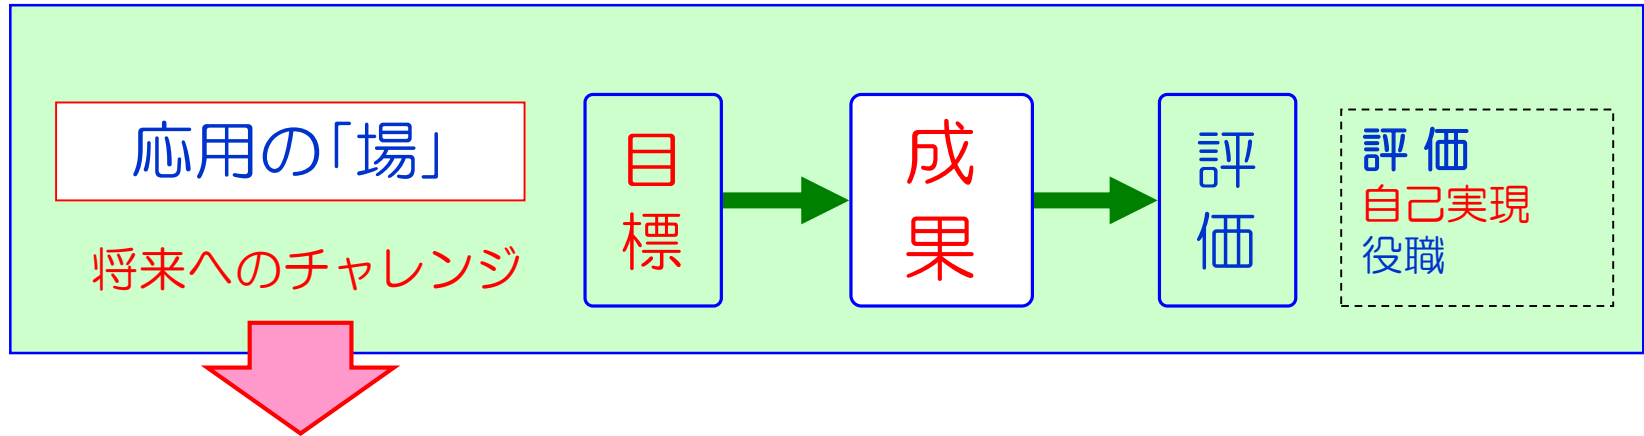 応用の「場」
将来へのチャレンジ
目標
成果
評価
評価
自己実現
役職